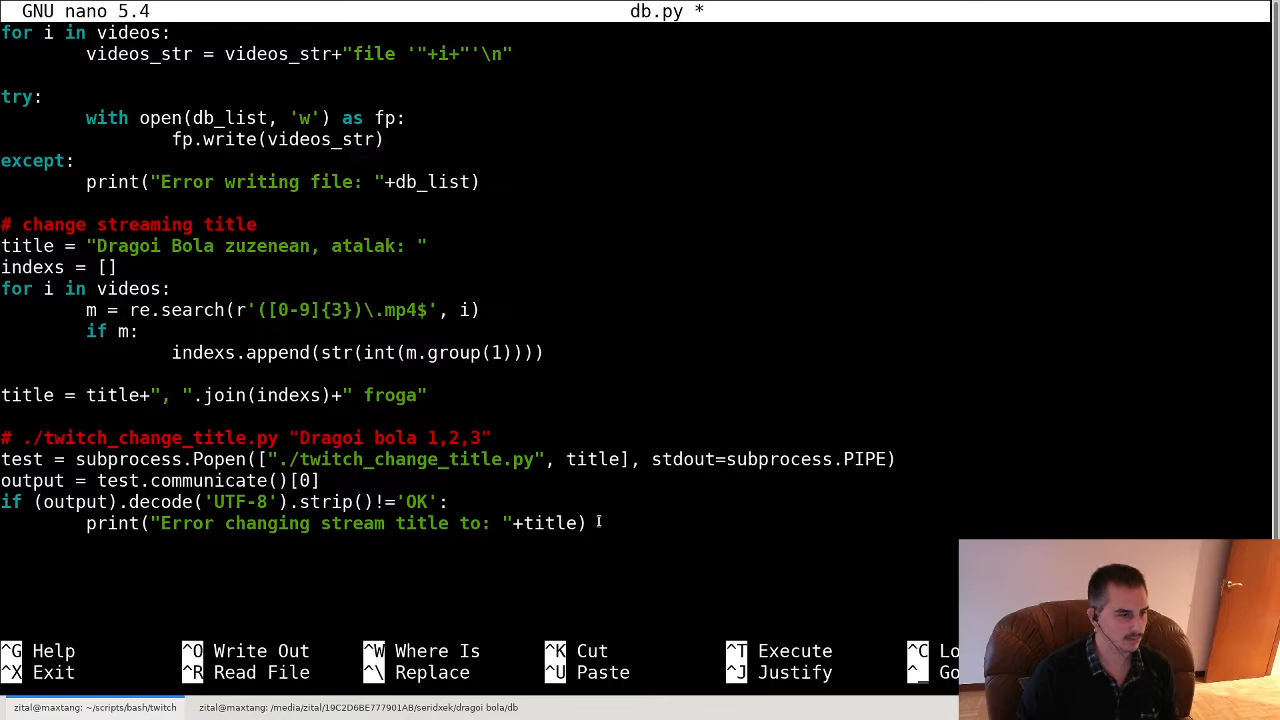 GNU nano 5.4 db.py *
for i in videos:
videos_str = videos_str+"file '"+i+"'\n"
try:
with open(db_list, 'w') as fp:
fp.write(videos_str)
except:
print("Error writing file: "+db_list)
# change streaming title
title = "Dragoi Bola zuzenean, atalak: "
indexs = []
for i in videos:
m = re.search(r'([0-9]{3})\.mp4$', i)
if m:
indexs.append(str(int(m.group(1))))
title = title+", ".join(indexs)+" froga"
# ./twitch_change_title.py "Dragoi bola 1,2,3"
test = subprocess.Popen(["./twitch_change_title.py", title], stdout=subprocess.PIPE)
output = test.communicate()[0]
if (output).decode('UTF-8').strip()!='OK':
print("Error changing stream title to: "+title)
^G Help ^O Write Out ^W Where Is ^K Cut ^T Execute ^C Lo
^X Exit ^R Read File ^\ Replace ^U Paste ^J Justify ^_ Go
zital@maxtang: ~/scripts/bash/twitch zital@maxtang: /media/zital/19C2D6BE777901AB/seridxek/dragoi bola/db